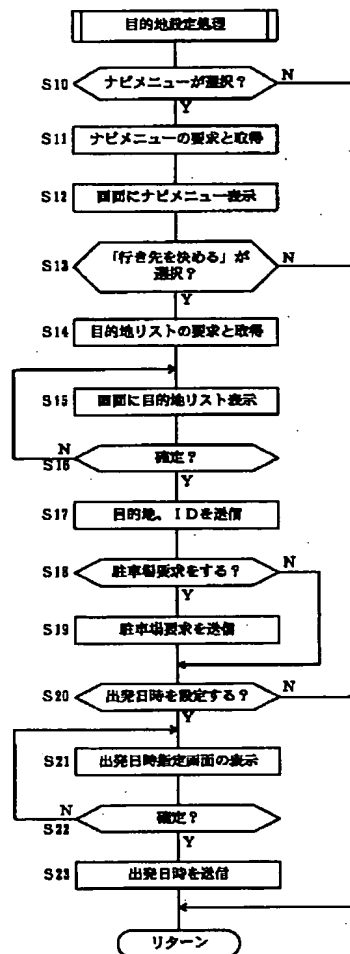 目的地設定処理
S10 ナビメニューが選択? N
Y
S11 ナビメニューの要求と取得
S12 画面にナビメニュー表示
S13 「行き先を決める」が
選択? N
Y
S14 目的地リストの要求と取得
S15 画面に目的地リスト表示
N
S16 確定?
Y
S17 目的地、IDを送信
S18 駐車場要求をする? N
Y
S19 駐車場要求を送信
S20 出発日時を設定する? N
Y
S21 出発日時指定画面の表示
N
S22 確定?
Y
S23 出発日時を送信
リターン